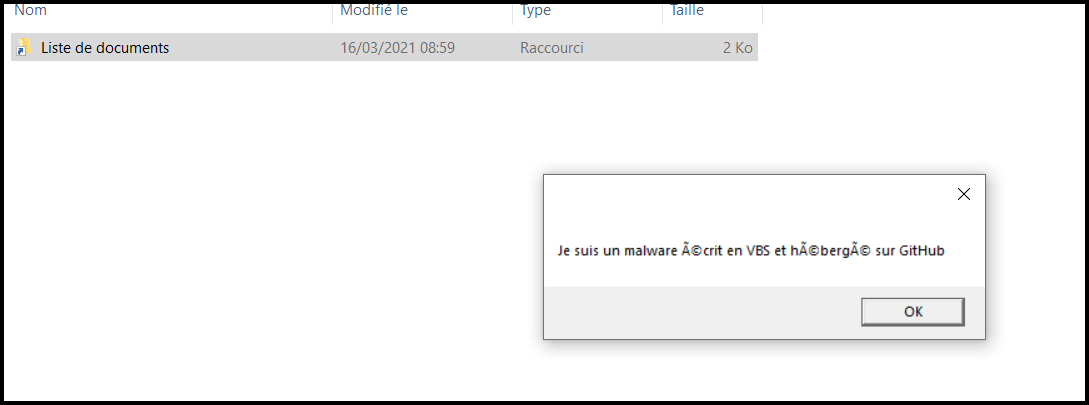 Nom Modifié le Type Taille
Liste de documents 16/03/2021 08:59 Raccourci 2 Ko
Je suis un malware Ã©crit en VBS et hÃ©bergÃ© sur GitHub
OK